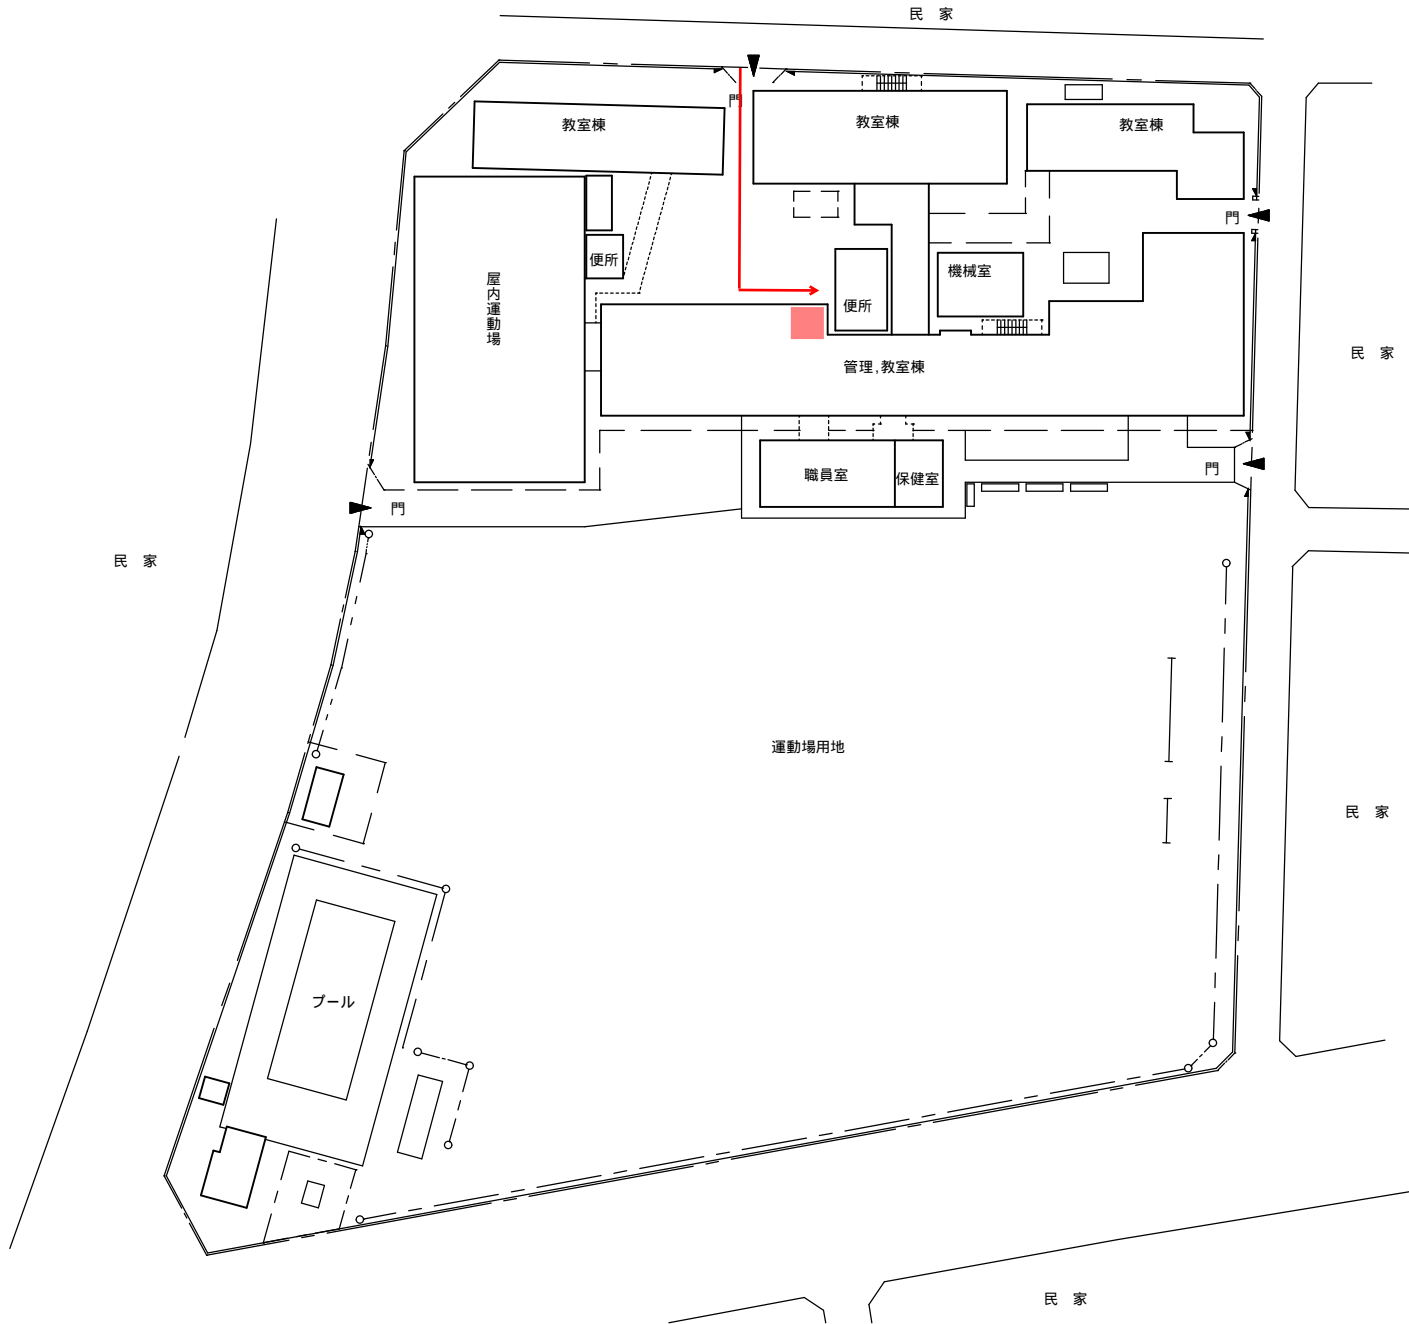 民 家
門
教室棟
教室棟
教室棟
門
便所
機械室
屋内運動場
便所
民 家
管理,教室棟
職員室
保健室
門
門
民 家
運動場用地
民 家
プール
民 家